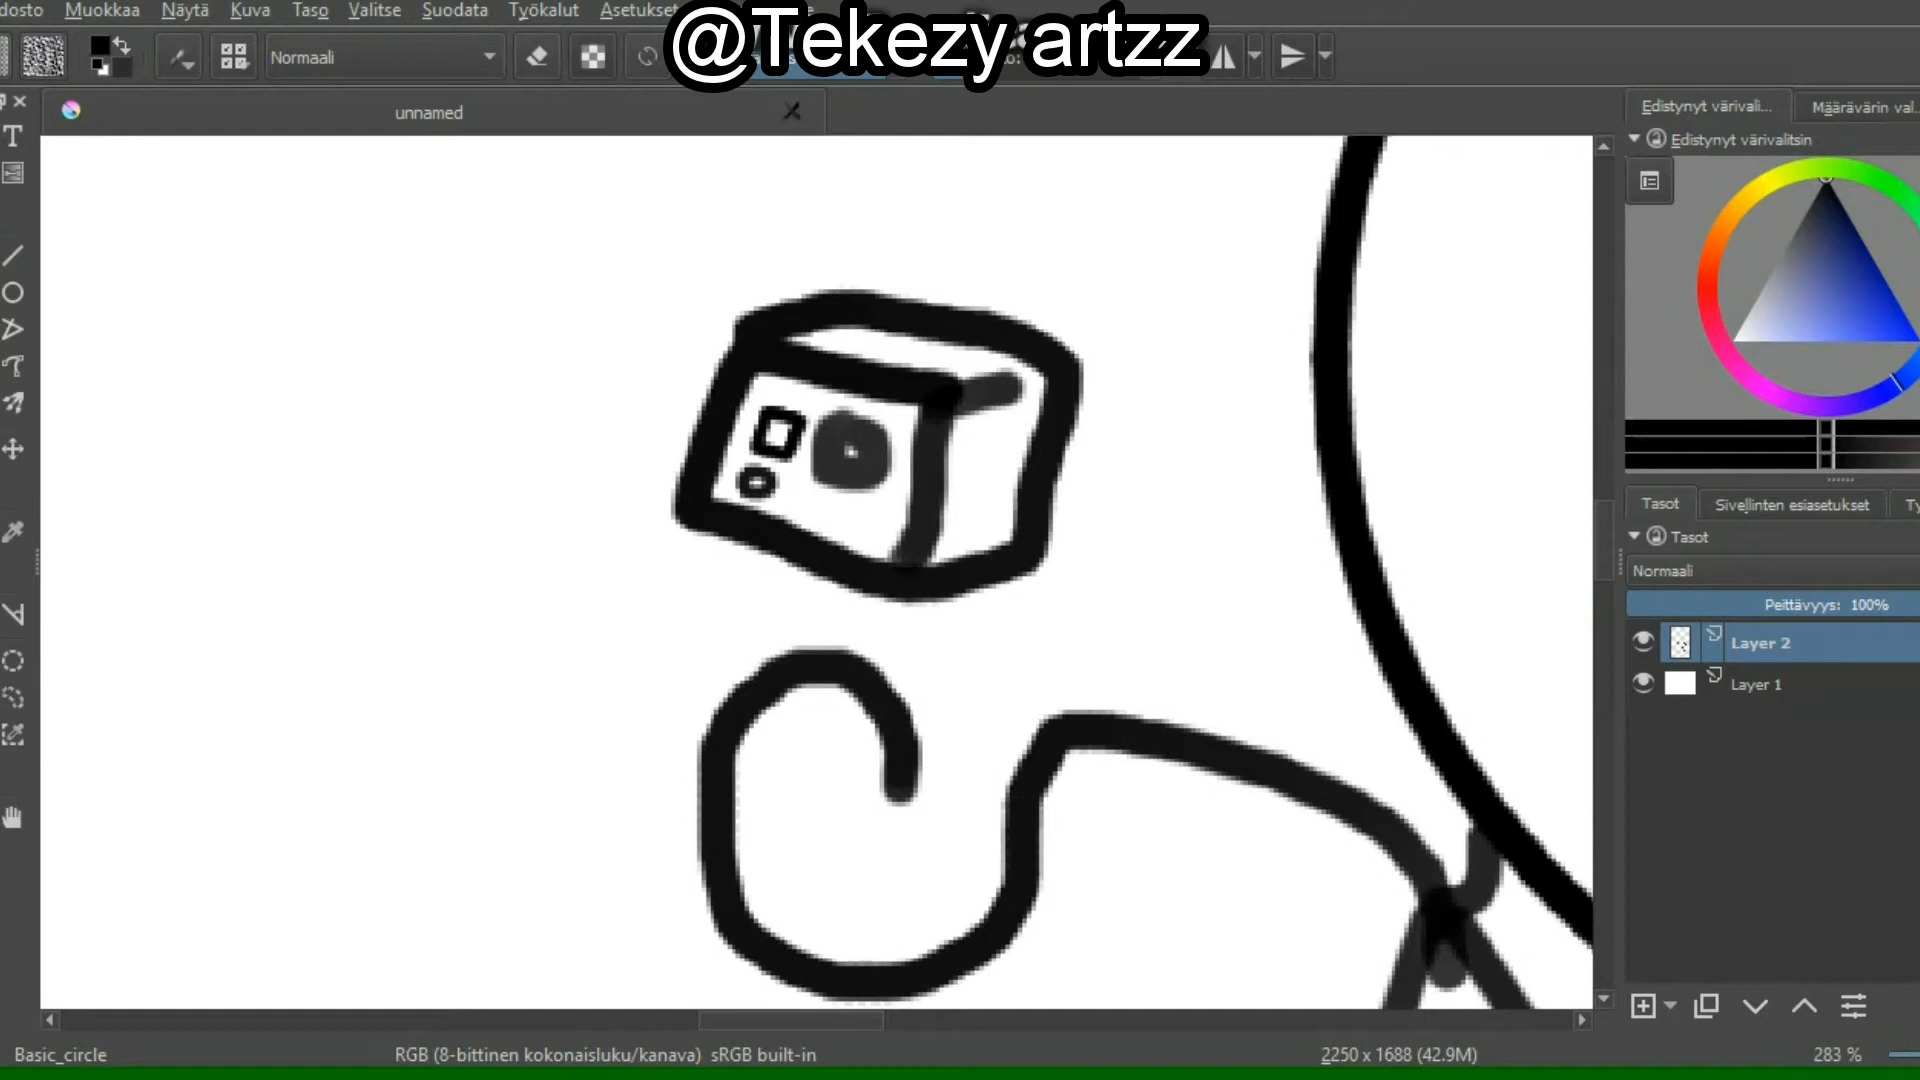 Muokkaa Näytä Kuva Taso Valitse Suodata Työkalut
@Tekezy artzz
Normaali
unnamed
Edistynyt värivali... Määrävärin val...
Edistynyt värivalitsin
Tasot Sivellinten esiasetukset
Tasot
Normaali
Peittävyys: 100%
Layer 2
Layer 1
Basic_circle RGB (8-bittinen kokonaisluku/kanava) sRGB built-in 2250 x 1688 (42.9M) 283 %